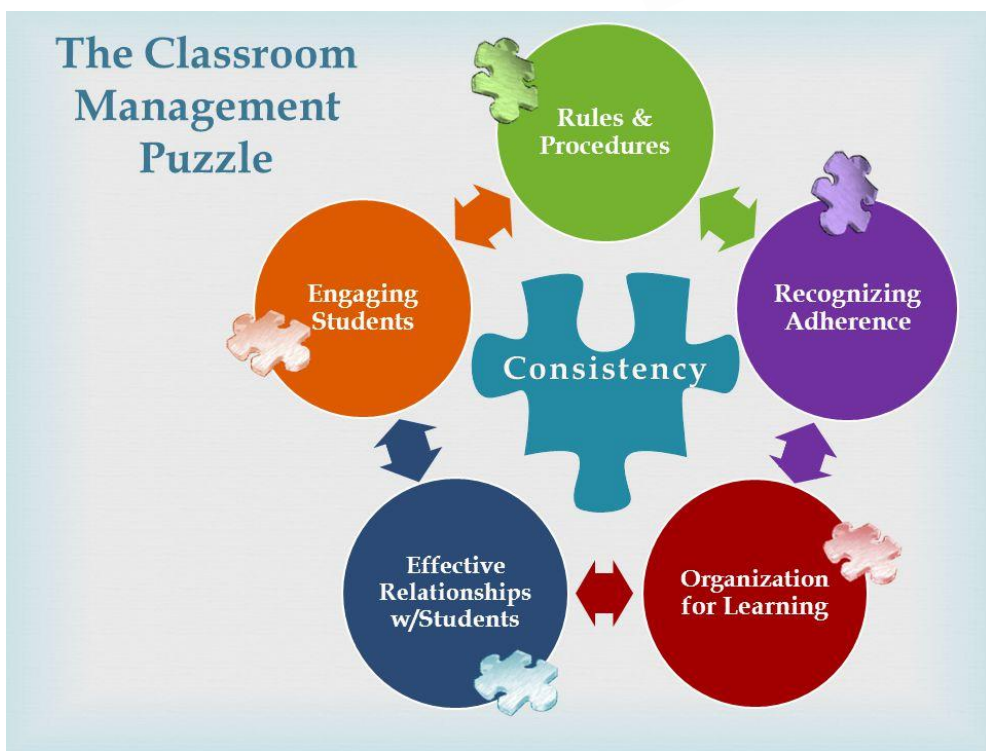 The Classroom
Management
Puzzle
Rules &
Procedures
Recognizing
Adherence
Engaging
Students
Consistency
Organization
for Learning
Effective
Relationships
w/Students